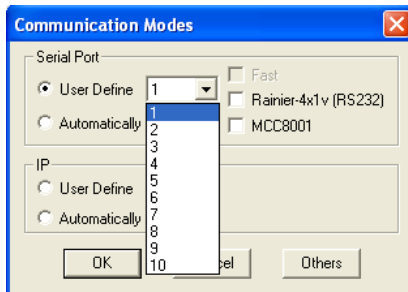 Communication Modes
Serial Port
User Define 1 Fast
Rainier-4x1v (RS232)
Automatically MCC8001
1
2
3
4
5
6
7
8
9
10
IP
User Define
Automatically
OK cel Others